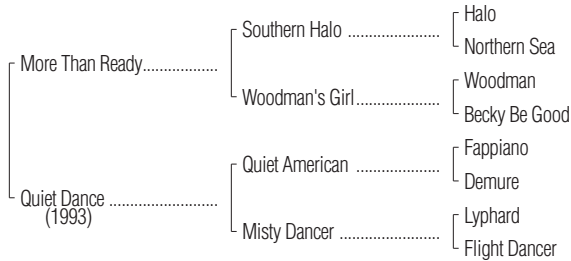 Halo
Southern Halo ....................
Northern Sea
More Than Ready................
Woodman
Woodman's Girl..................
Becky Be Good
Fappiano
Quiet American ..................
Demure
Quiet Dance .......................
(1993)
Lyphard
Misty Dancer ......................
Flight Dancer